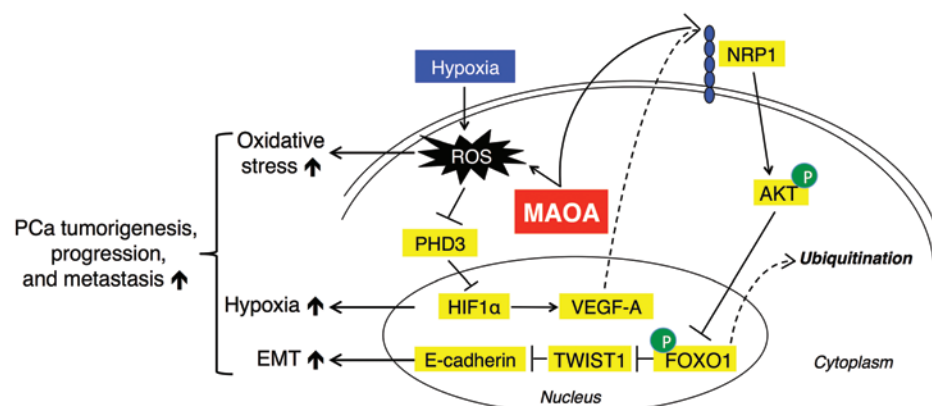 NRP1
Hypoxia
Oxidative
stress ↑
ROS
P
AKT
MAOA
PCa tumorigenesis,
progression,
and metastasis ↑
PHD3
Ubiquitination
Hypoxia ↑
HIF1α
VEGF-A
P
EMT ↑
E-cadherin
TWIST1
FOXO1
Cytoplasm
Nucleus